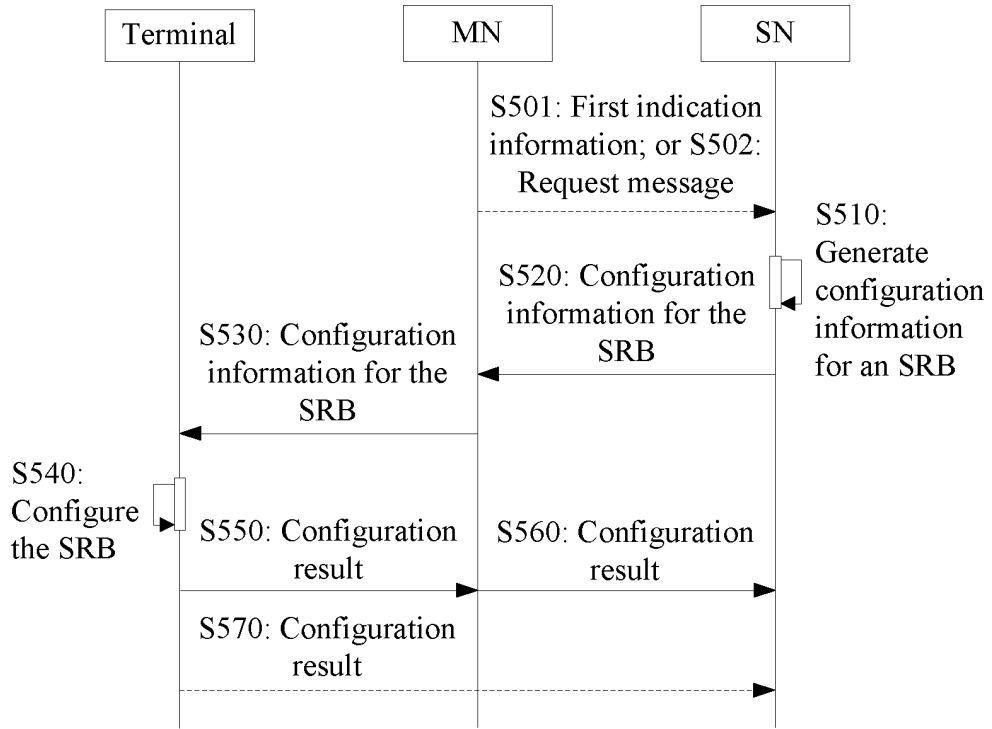 Terminal
MN
SN
S501: First indication
information; or S502:
Request message
S510:
Generate
configuration
information
for an SRB
S520: Configuration
information for the
SRB
S530: Configuration
information for the
SRB
S540:
Configure
the SRB
S550: Configuration
result
S560: Configuration
result
S570: Configuration
result